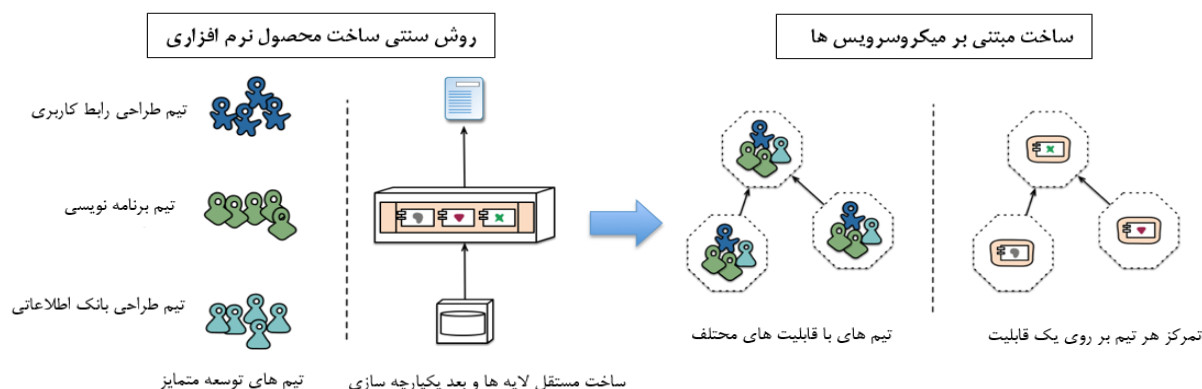 روش سنتی ساخت محصول نرم افزاری
ساخت مبتنی بر میکروسرویس ها
تیم طراحی رابط کاربری
تیم برنامه نویسی
تیم طراحی بانک اطلاعاتی
تیم های توسعه متمایز
ساخت مستقل لایه ها و بعد یکپارچه سازی
تیم های با قابلیت های مختلف
تمرکز هر تیم بر روی یک قابلیت